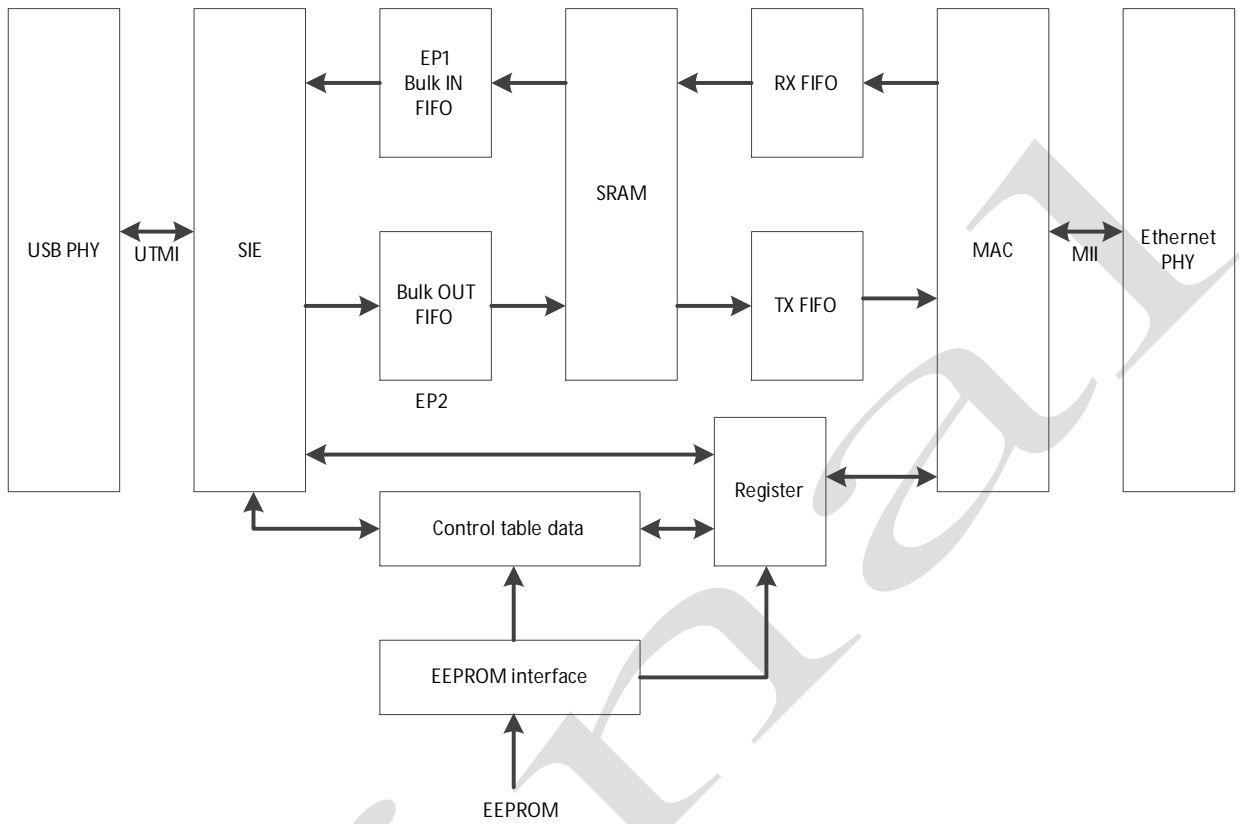 EP1
Bulk IN
FIFO
RX FIFO
SRAM
USB PHY
UTMI
SIE
MAC
MII
Ethernet
PHY
Bulk OUT
FIFO
TX FIFO
EP2
Register
Control table data
EEPROM interface
EEPROM